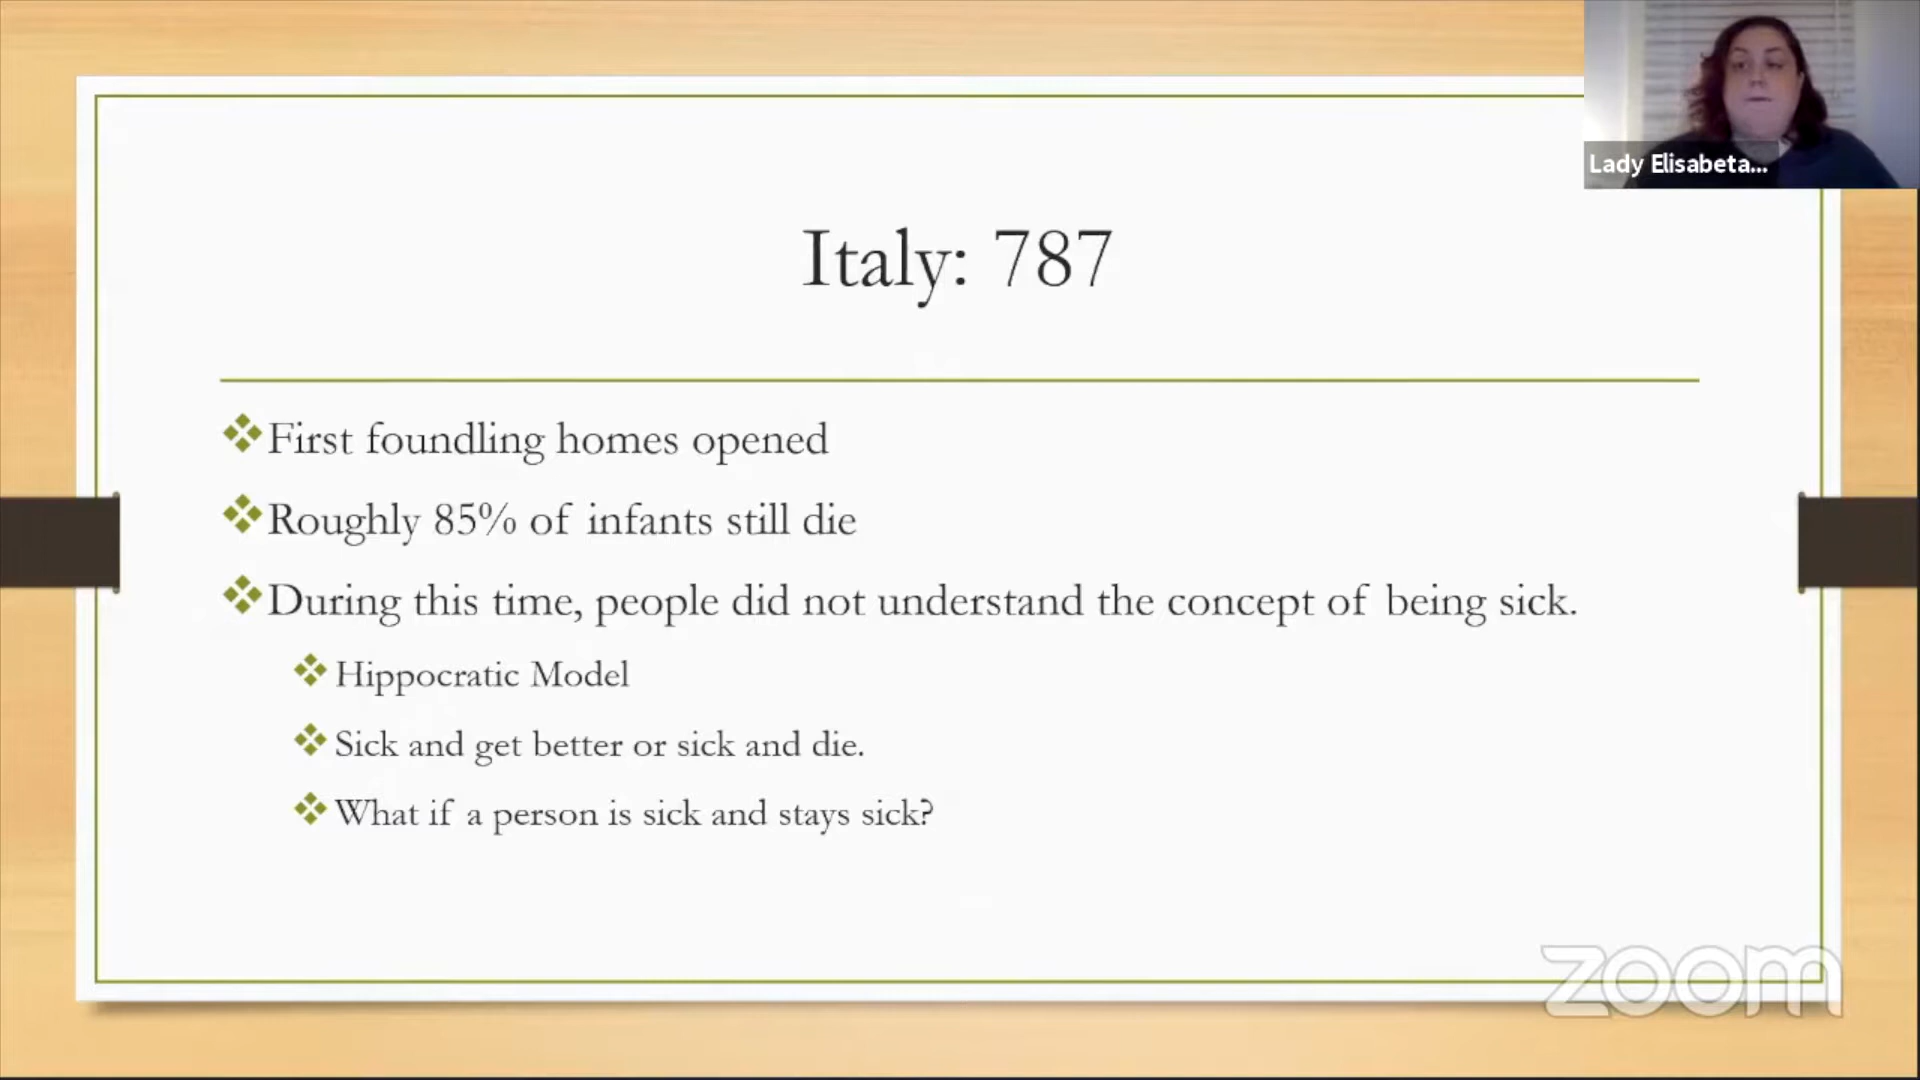 Lady Elisabeta...
Italy: 787
First foundling homes opened
Roughly 85% of infants still die
During this time, people did not understand the concept of being sick.
Hippocratic Model
Sick and get better or sick and die.
What if a person is sick and stays sick?
zoom